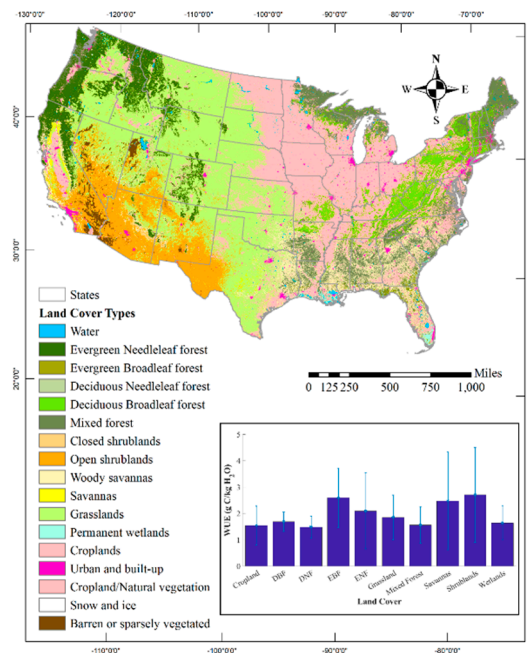 -130°0'0" -120°0'0" -110°0'0" -100°0'0" -90°0'0" -80°0'0" -70°0'0"
N
W E
S
40°0'0"
30°0'0"
20°0'0"
States
Land Cover Types
Water
Evergreen Needleleaf forest
Evergreen Broadleaf forest
Deciduous Needleleaf forest
Deciduous Broadleaf forest
Mixed forest
Closed shrublands
Open shrublands
Woody savannas
Savannas
Grasslands
Permanent wetlands
Croplands
Urban and built-up
Cropland/Natural vegetation
Snow and ice
Barren or sparsely vegetated
Miles
0 125 250 500 750 1,000
WUE (g C/kg H2O)
5
4
3
2
1
0
Cropland DBF DNF EBF ENF Grassland Mixed Forest Savannas Shrublands Wetlands
Land Cover
-110°0'0" -100°0'0" -90°0'0" -80°0'0"